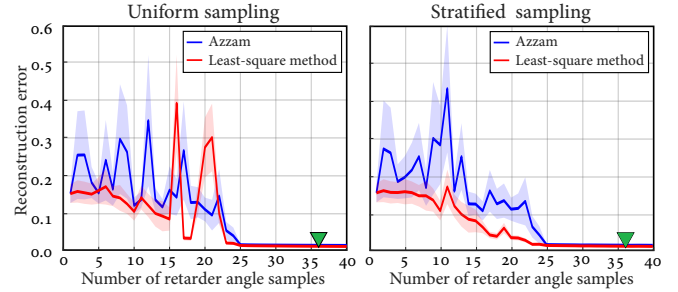 Uniform sampling
Stratified sampling
0.6
0.5
0.4
0.3
0.2
0.1
0.0
Reconstruction error
Azzam
Least-square method
Azzam
Least-square method
0 5 10 15 20 25 30 35 40
0 5 10 15 20 25 30 35 40
Number of retarder angle samples
Number of retarder angle samples